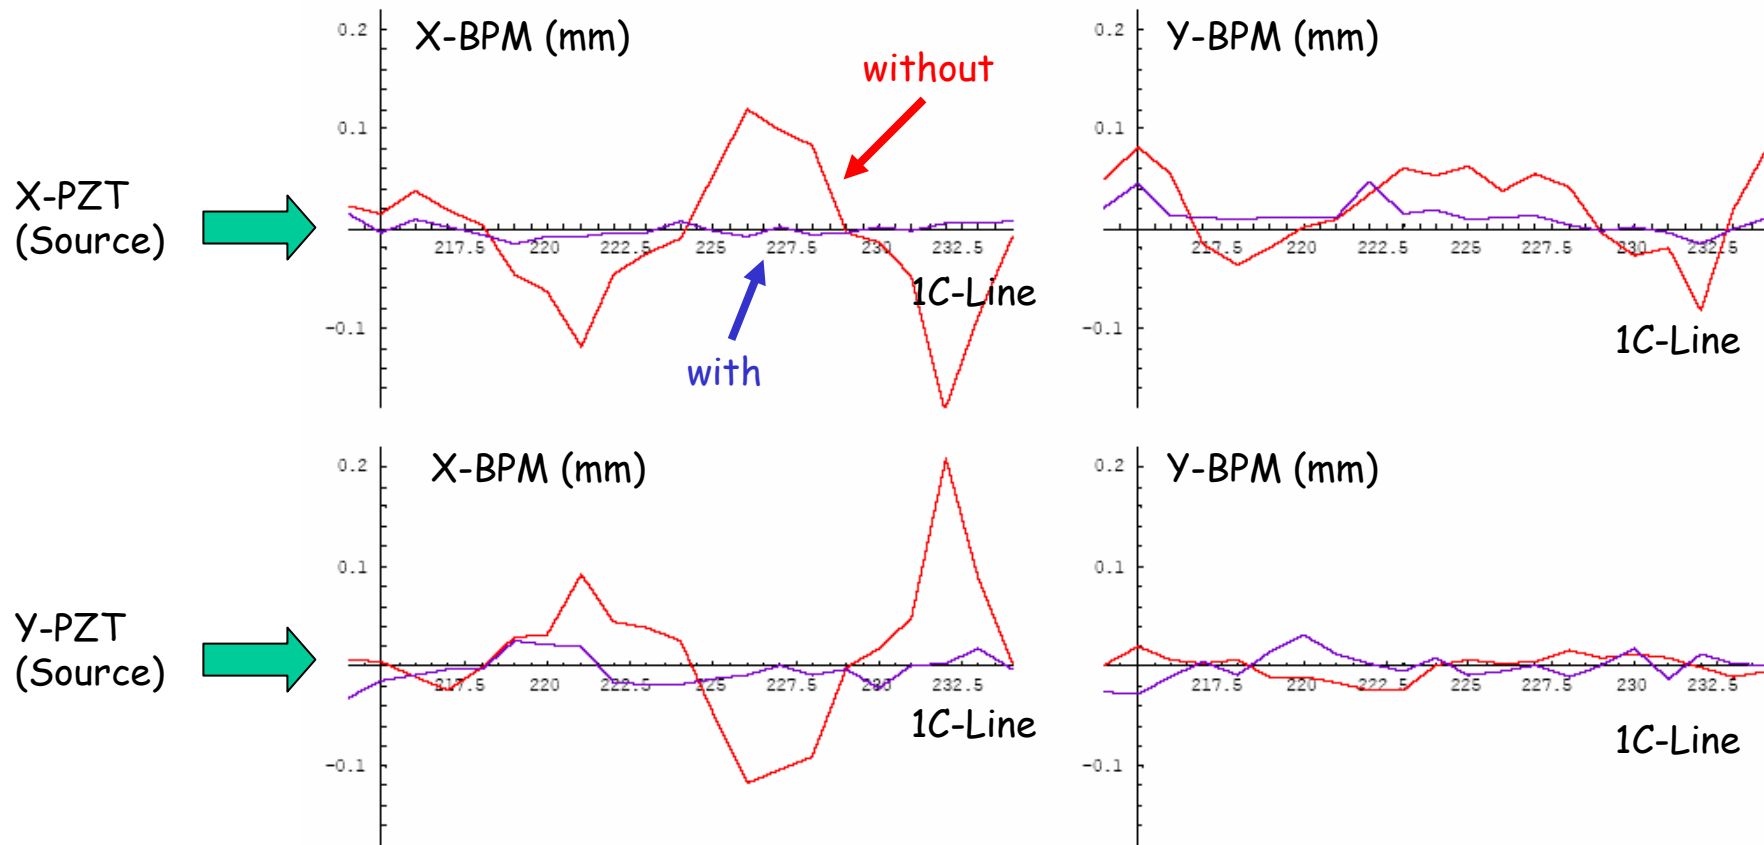 X-BPM (mm)
Y-BPM (mm)
without
X-PZT
(Source)
0.2
0.1
-0.1
217.5 220 222.5 225 227.5 230 232.5
1C-Line
with
0.2
0.1
-0.1
217.5 220 222.5 225 227.5 230 232.5
1C-Line
X-BPM (mm)
Y-BPM (mm)
Y-PZT
(Source)
0.2
0.1
-0.1
217.5 220 222.5 225 227.5 230 232.5
1C-Line
0.2
0.1
-0.1
217.5 220 222.5 225 227.5 230 232.5
1C-Line